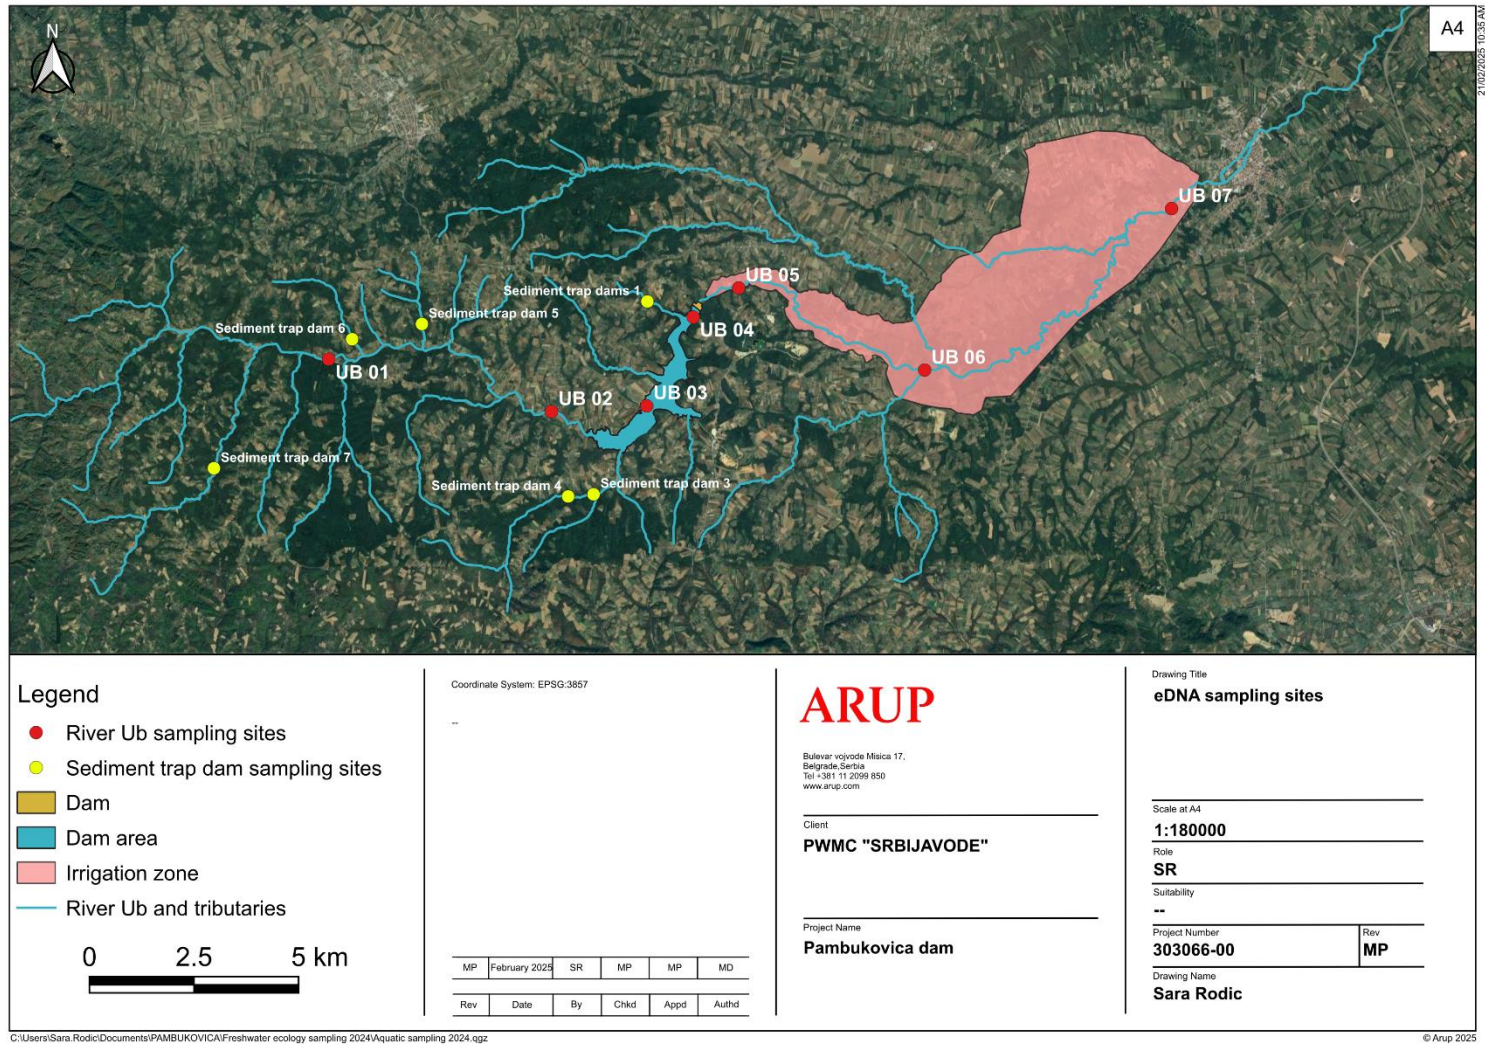 N
A4
21/02/2025 10:35 AM
UB 07
UB 05
Sediment trap dams 1
Sediment trap dam 5
Sediment trap dam 6
UB 04
UB 06
UB 01
UB 02
UB 03
Sediment trap dam 7
Sediment trap dam 4
Sediment trap dam 3
Legend
River Ub sampling sites
Sediment trap dam sampling sites
Dam
Dam area
Irrigation zone
River Ub and tributaries
0 2.5 5 km
Coordinate System: EPSG:3857
--
MP February 2025 SR MP MP MD
Rev Date By Chkd Appd Authd
ARUP
Bulevar vojvode Misica 17,
Belgrade,Serbia
Tel +381 11 2099 850
www.arup.com
Client
PWMC "SRBIJAVODE"
Project Name
Pambukovica dam
Drawing Title
eDNA sampling sites
Scale at A4
1:180000
Role
SR
Suitability
--
Project Number Rev
303066-00 MP
Drawing Name
Sara Rodic
C:\Users\Sara.Rodic\Documents\PAMBUKOVICA\Freshwater ecology sampling 2024\Aquatic sampling 2024.qgz
© Arup 2025